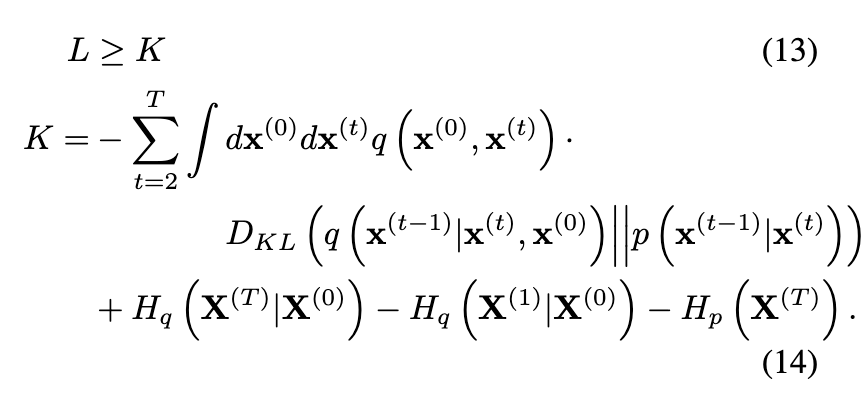 L ≥ K (13)
K = − ∑_{t=2}^{T} ∫ d𝐱^{(0)} d𝐱^{(t)} q ( 𝐱^{(0)}, 𝐱^{(t)} ) ·
D_{KL} ( q ( 𝐱^{(t−1)} | 𝐱^{(t)}, 𝐱^{(0)} ) || p ( 𝐱^{(t−1)} | 𝐱^{(t)} ) )
+ H_q ( 𝐗^{(T)} | 𝐗^{(0)} ) − H_q ( 𝐗^{(1)} | 𝐗^{(0)} ) − H_p ( 𝐗^{(T)} ) .
(14)